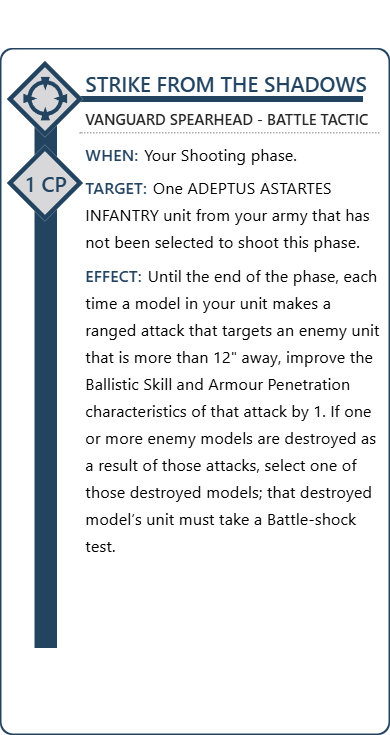 STRIKE FROM THE SHADOWS
VANGUARD SPEARHEAD - BATTLE TACTIC
WHEN: Your Shooting phase.
1 CP
TARGET: One ADEPTUS ASTARTES
INFANTRY unit from your army that has
not been selected to shoot this phase.
EFFECT: Until the end of the phase, each
time a model in your unit makes a
ranged attack that targets an enemy unit
that is more than 12" away, improve the
Ballistic Skill and Armour Penetration
characteristics of that attack by 1. If one
or more enemy models are destroyed as
a result of those attacks, select one of
those destroyed models; that destroyed
model’s unit must take a Battle-shock
test.